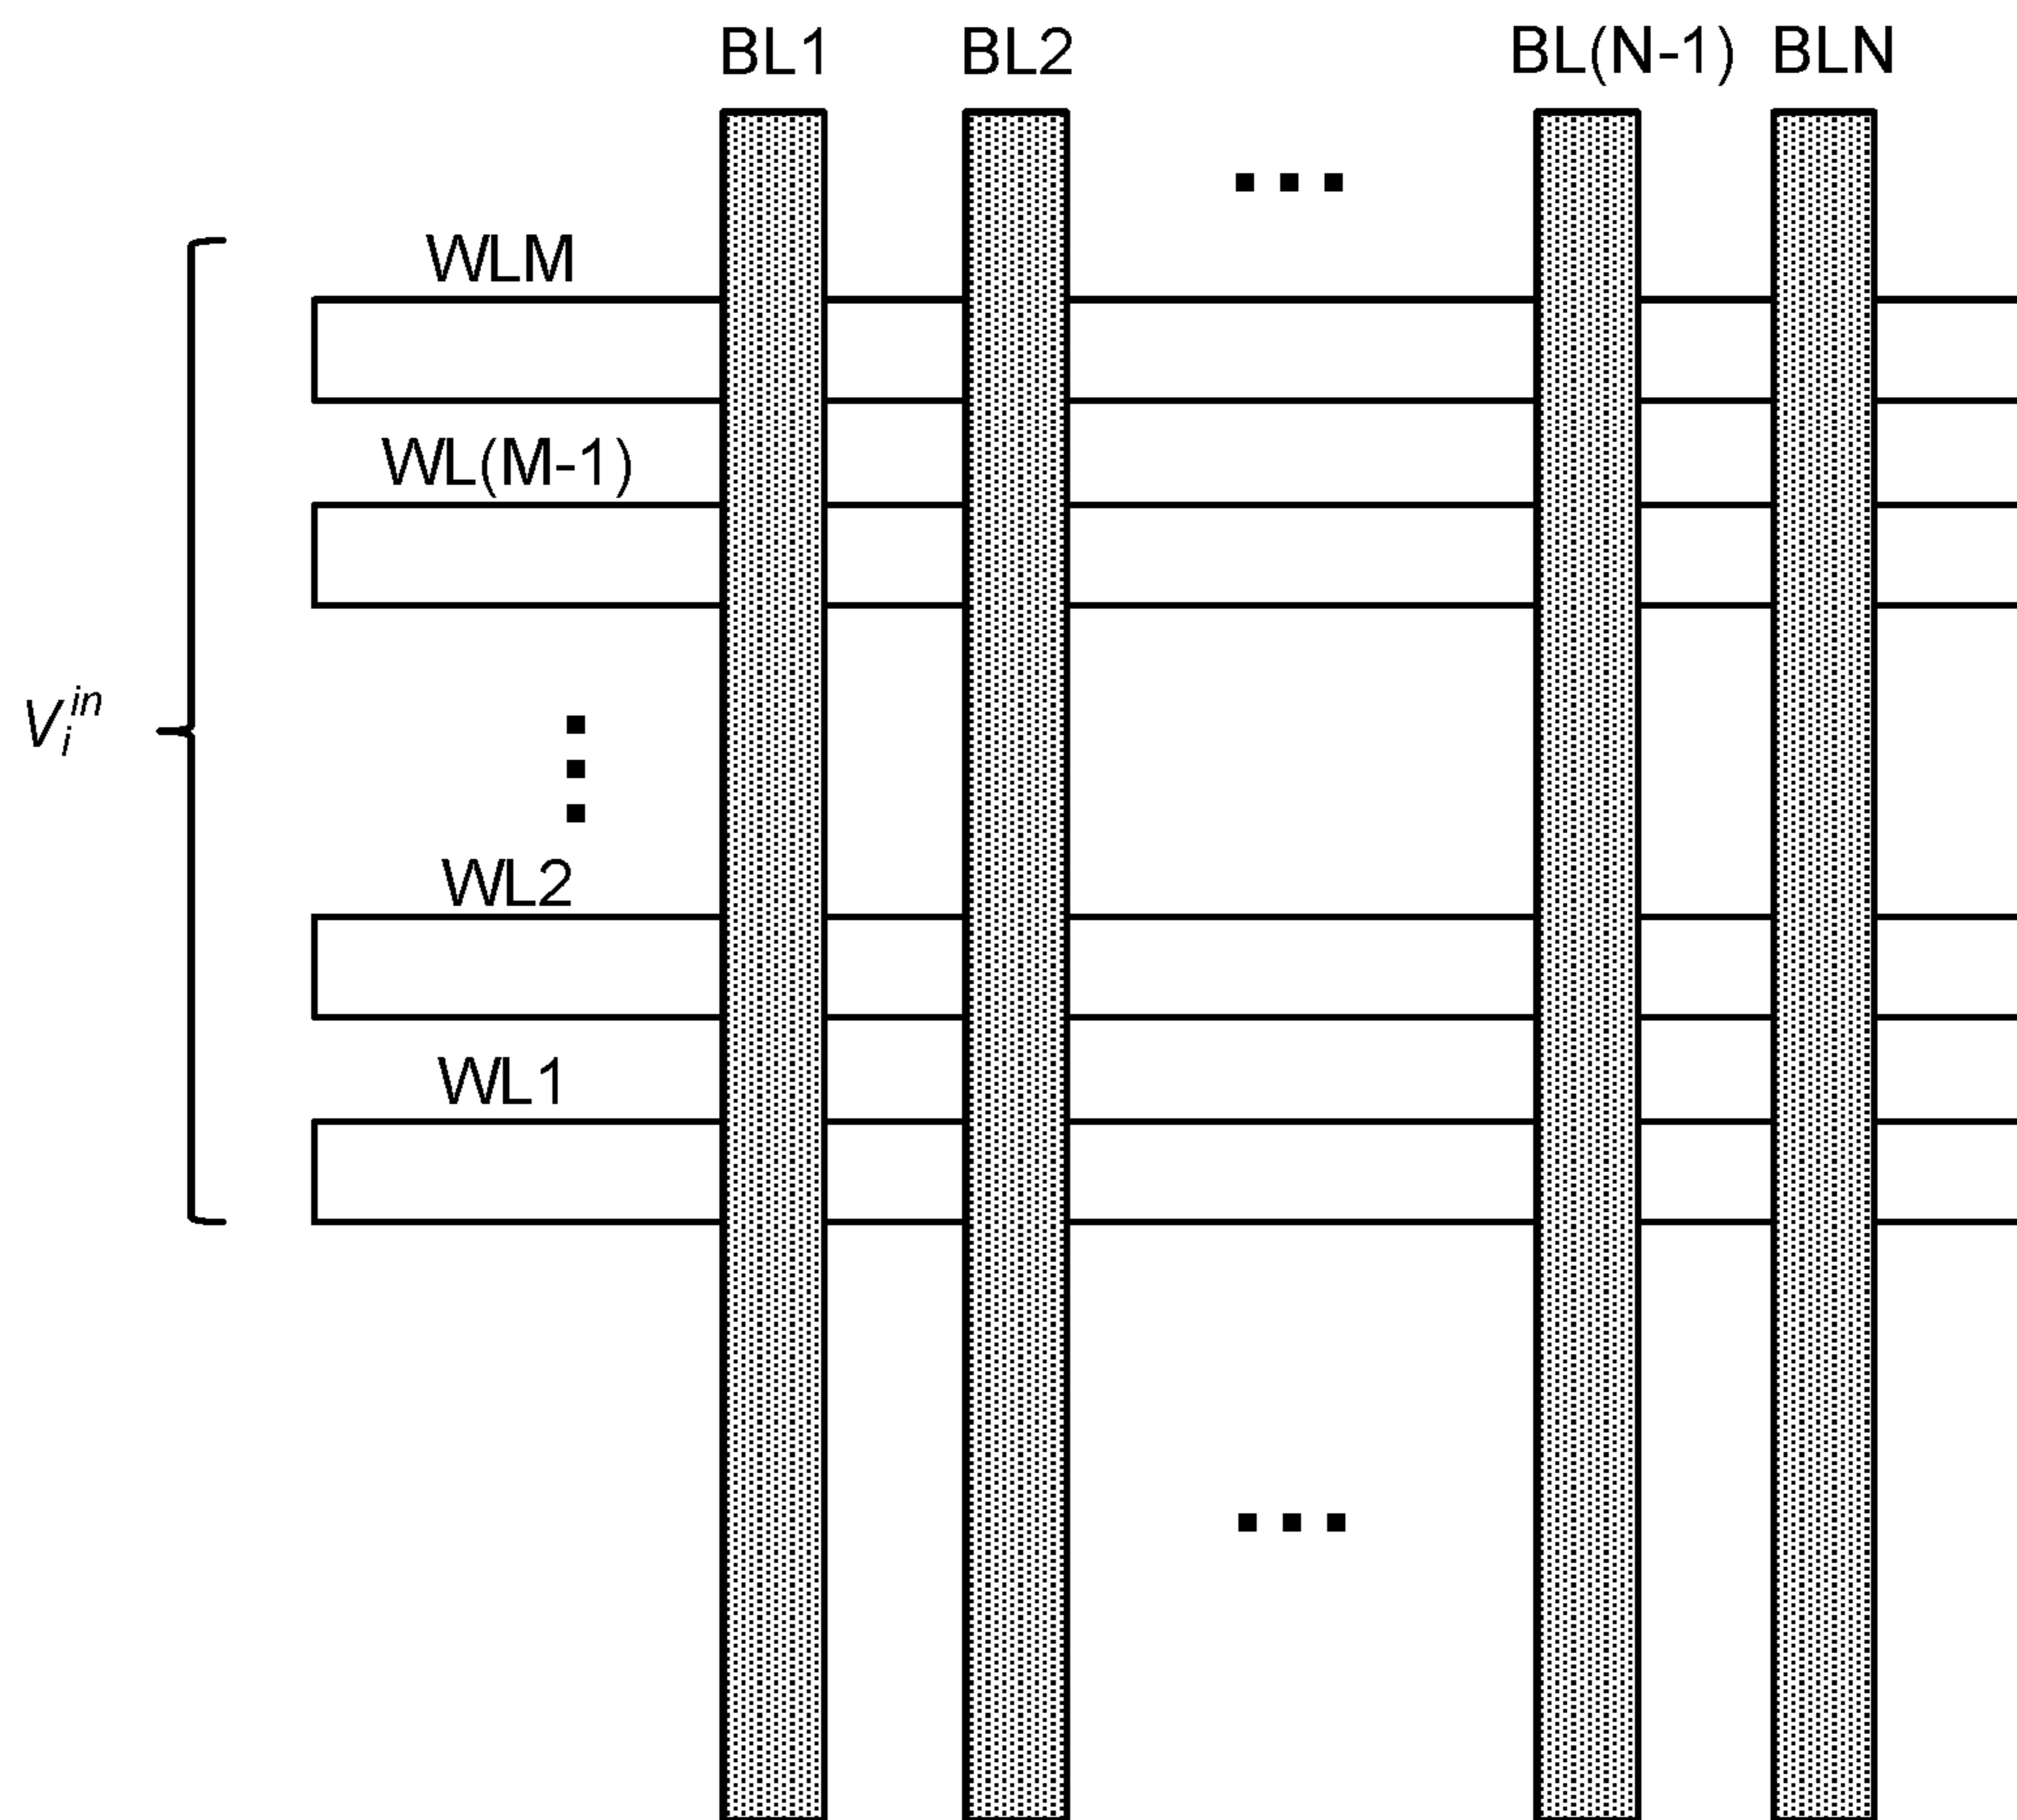 BL1 BL2 ... BL(N-1) BLN
WLM
WL(M-1)
V_i^in
WL2
WL1
...